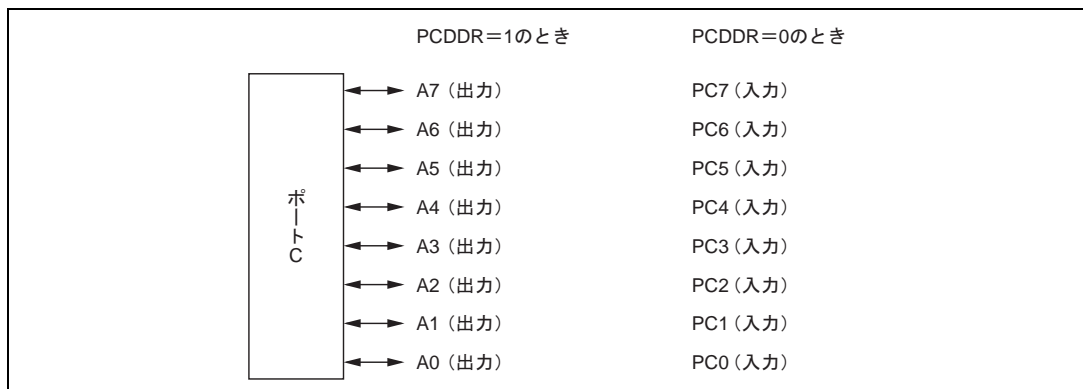 PCDDR＝1のとき PCDDR＝0のとき
ポートC
A7（出力） PC7（入力）
A6（出力） PC6（入力）
A5（出力） PC5（入力）
A4（出力） PC4（入力）
A3（出力） PC3（入力）
A2（出力） PC2（入力）
A1（出力） PC1（入力）
A0（出力） PC0（入力）